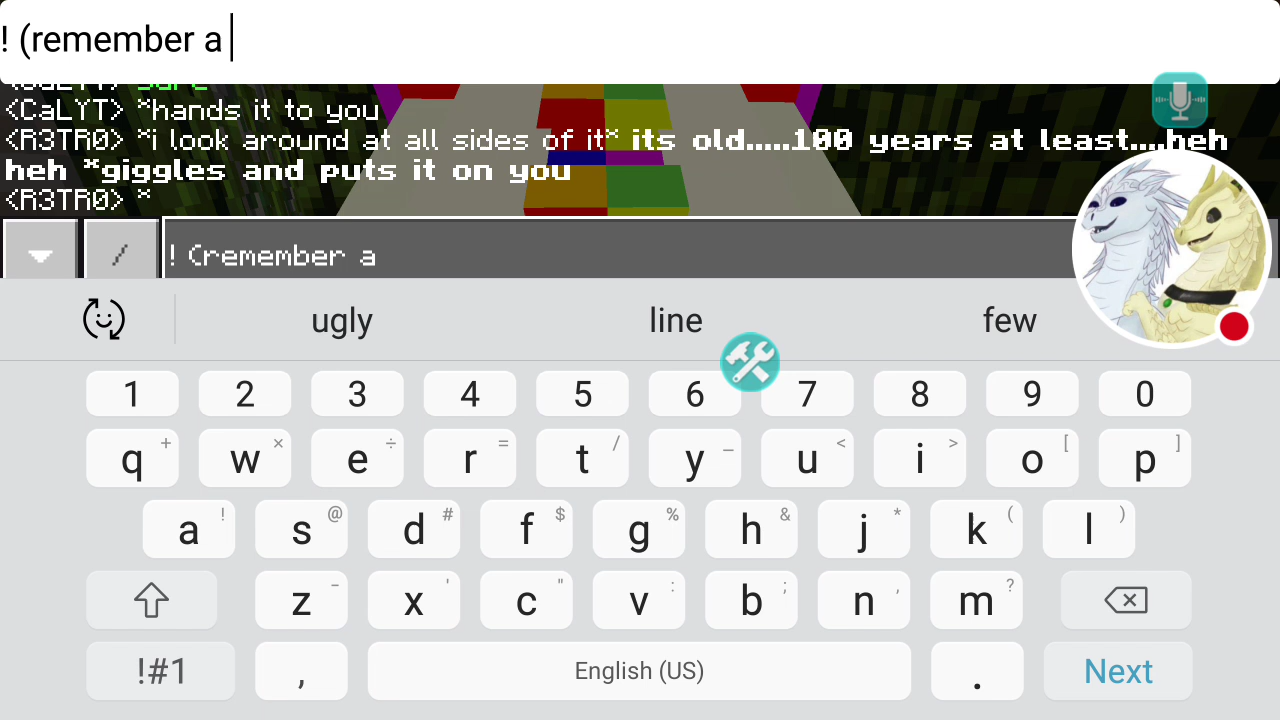 ! (remember a
<CaLYT> sure
<CaLYT> *hands it to you
<R3TR0> *i look around at all sides of it* its old.....100 years at least....heh
heh *giggles and puts it on you
<R3TR0> *
/ ! (remember a
ugly line few
1 2 3 4 5 6 7 8 9 0
q + w × e ÷ r = t / y _ u < i > o [ p ]
a ! s @ d # f $ g % h & j * k ( l )
z - x ' c " v : b ; n , m ?
!#1 , English (US) . Next